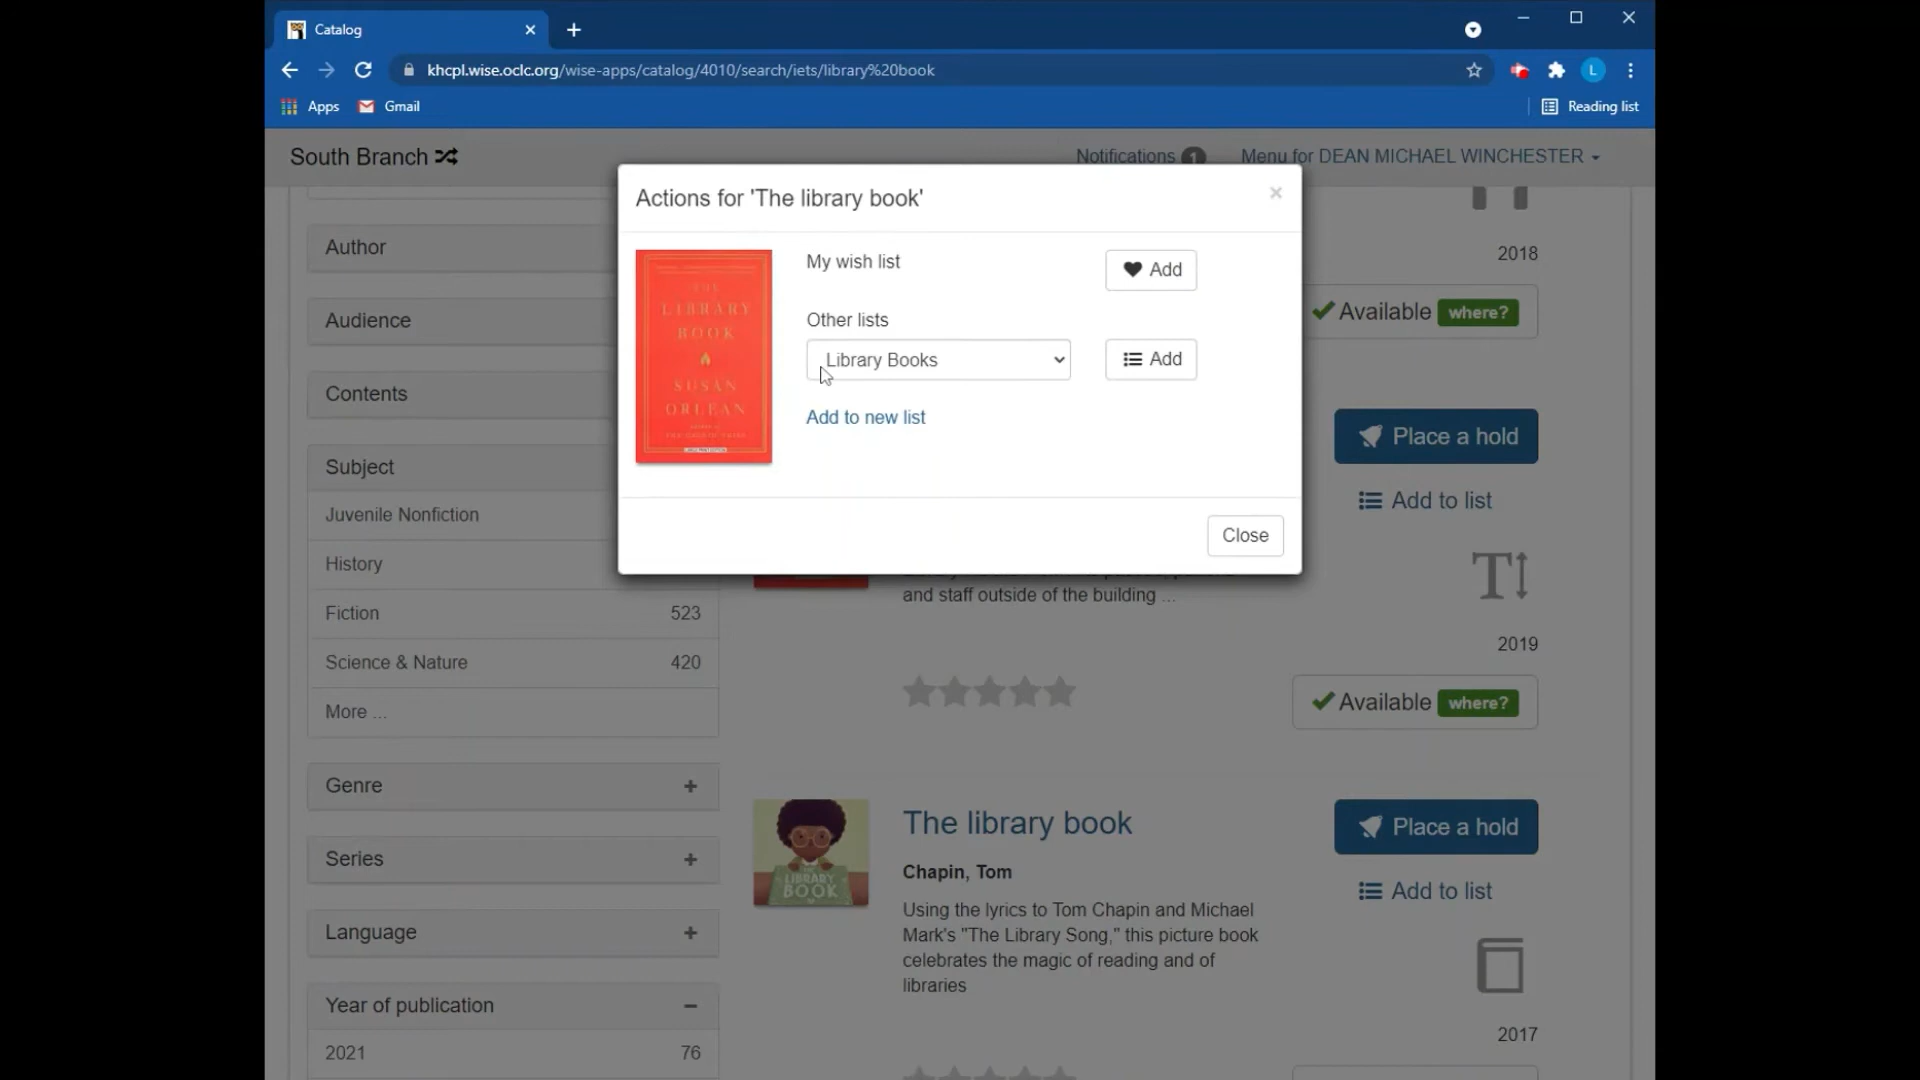 Catalog
khcpl.wise.oclc.org/wise-apps/catalog/4010/search/iets/library%20book
L
Apps
Gmail
Reading list
South Branch
Notifications 1
Menu for DEAN MICHAEL WINCHESTER
Actions for 'The library book'
×
THE
LIBRARY
BOOK
SUSAN
ORLEAN
My wish list
Add
Other lists
Library Books
Add
Add to new list
Close
Author
Audience
Contents
Subject
Juvenile Nonfiction
History
Fiction 523
Science & Nature 420
More ...
Genre +
Series +
Language +
Year of publication −
2021 76
2018
Available where?
Place a hold
Add to list
and staff outside of the building ...
2019
Available where?
THE
LIBRARY
BOOK
The library book
Chapin, Tom
Using the lyrics to Tom Chapin and Michael
Mark's "The Library Song," this picture book
celebrates the magic of reading and of
libraries
Place a hold
Add to list
2017